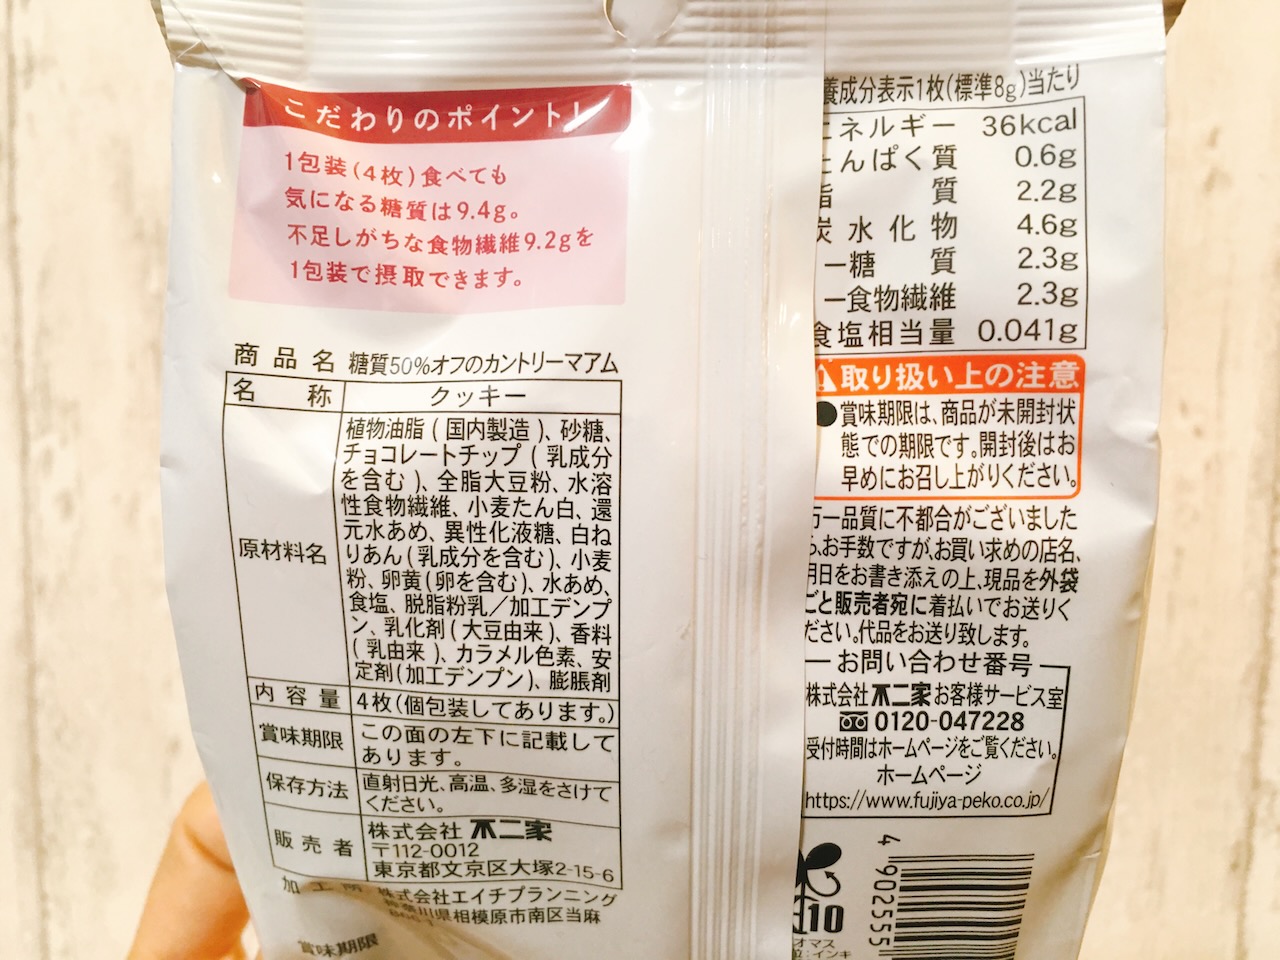 こだわりのポイント!
1包装(4枚)食べても
気になる糖質は9.4g。
不足しがちな食物繊維9.2gを
1包装で摂取できます。
商品名 糖質50%オフのカントリーマアム
名称 クッキー
原材料名
植物油脂(国内製造)、砂糖、
チョコレートチップ(乳成分
を含む)、全脂大豆粉、水溶
性食物繊維、小麦たん白、還
元水あめ、異性化液糖、白ね
りあん(乳成分を含む)、小麦
粉、卵黄(卵を含む)、水あめ、
食塩、脱脂粉乳/加工デンプ
ン、乳化剤(大豆由来)、香料
(乳由来)、カラメル色素、安
定剤(加工デンプン)、膨脹剤
内容量 4枚(個包装してあります。)
賞味期限 この面の左下に記載して
あります。
保存方法 直射日光、高温、多湿をさけて
ください。
販売者 株式会社 不二家
〒112-0012
東京都文京区大塚2-15-6
加工所 株式会社エイチプランニング
神奈川県相模原市南区当麻
賞味期限
養成分表示1枚(標準8g)当たり
エネルギー 36kcal
たんぱく質 0.6g
脂質 2.2g
炭水化物 4.6g
ー糖質 2.3g
ー食物繊維 2.3g
食塩相当量 0.041g
取り扱い上の注意
●賞味期限は、商品が未開封状
態での期限です。開封後はお
早めにお召し上がりください。
万一品質に不都合がございました
ら、お手数ですが、お買い求めの店名、
月日をお書き添えの上、現品を外袋
ごと販売者宛に着払いでお送りく
ださい。代品をお送り致します。
お問い合わせ番号
株式会社 不二家 お客様サービス室
0120-047228
受付時間はホームページをご覧ください。
ホームページ
https://www.fujiya-peko.co.jp/
4 902555
10
オマス
インキ